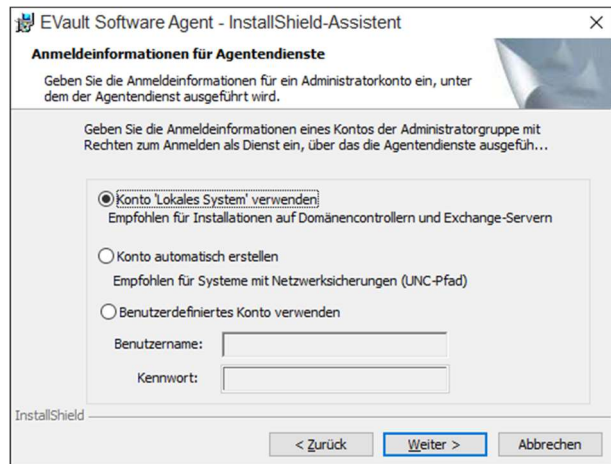 EVault Software Agent - InstallShield-Assistent
Anmeldeinformationen für Agentendienste
Geben Sie die Anmeldeinformationen für ein Administratorkonto ein, unter
dem der Agentendienst ausgeführt wird.
Geben Sie die Anmeldeinformationen eines Kontos der Administratorgruppe mit
Rechten zum Anmelden als Dienst ein, über das die Agentendienste ausgefüh...
Konto 'Lokales System' verwenden
Empfohlen für Installationen auf Domänencontrollern und Exchange-Servern
Konto automatisch erstellen
Empfohlen für Systeme mit Netzwerksicherungen (UNC-Pfad)
Benutzerdefiniertes Konto verwenden
Benutzername:
Kennwort:
InstallShield
< Zurück Weiter > Abbrechen